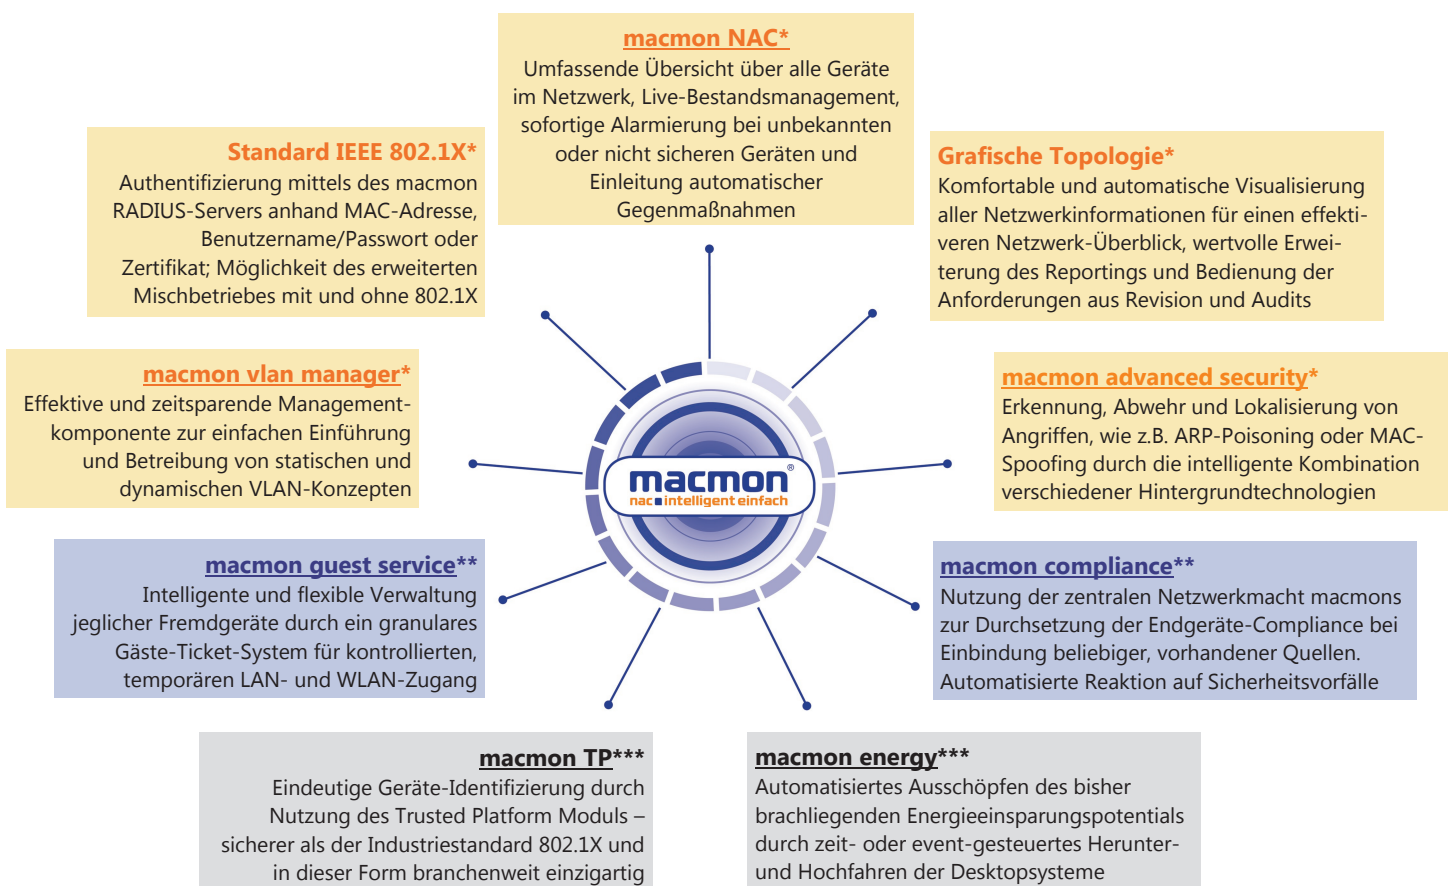 macmon NAC*
Umfassende Übersicht über alle Geräte
im Netzwerk, Live-Bestandsmanagement,
sofortige Alarmierung bei unbekannten
oder nicht sicheren Geräten und
Einleitung automatischer
Gegenmaßnahmen
Standard IEEE 802.1X*
Authentifizierung mittels des macmon
RADIUS-Servers anhand MAC-Adresse,
Benutzername/Passwort oder
Zertifikat; Möglichkeit des erweiterten
Mischbetriebes mit und ohne 802.1X
Grafische Topologie*
Komfortable und automatische Visualisierung
aller Netzwerkinformationen für einen effekti-
veren Netzwerk-Überblick, wertvolle Erwei-
terung des Reportings und Bedienung der
Anforderungen aus Revision und Audits
macmon vlan manager*
Effektive und zeitsparende Management-
komponente zur einfachen Einführung
und Betreibung von statischen und
dynamischen VLAN-Konzepten
macmon advanced security*
Erkennung, Abwehr und Lokalisierung von
Angriffen, wie z.B. ARP-Poisoning oder MAC-
Spoofing durch die intelligente Kombination
verschiedener Hintergrundtechnologien
macmon®
nac intelligent einfach
macmon guest service**
Intelligente und flexible Verwaltung
jeglicher Fremdgeräte durch ein granulares
Gäste-Ticket-System für kontrollierten,
temporären LAN- und WLAN-Zugang
macmon compliance**
Nutzung der zentralen Netzwerkmacht macmons
zur Durchsetzung der Endgeräte-Compliance bei
Einbindung beliebiger, vorhandener Quellen.
Automatisierte Reaktion auf Sicherheitsvorfälle
macmon TP***
Eindeutige Geräte-Identifizierung durch
Nutzung des Trusted Platform Moduls –
sicherer als der Industriestandard 802.1X und
in dieser Form branchenweit einzigartig
macmon energy***
Automatisiertes Ausschöpfen des bisher
brachliegenden Energieeinsparungspotentials
durch zeit- oder event-gesteuertes Herunter-
und Hochfahren der Desktopsysteme